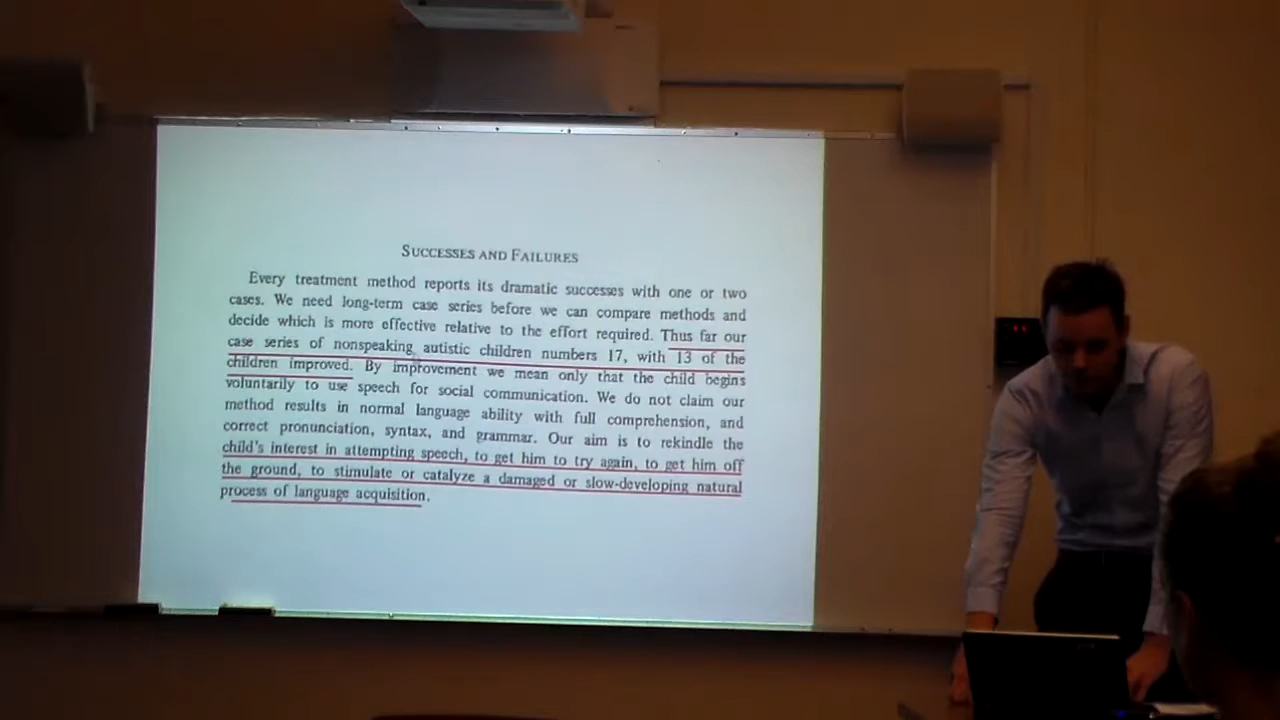 SUCCESSES AND FAILURES
Every treatment method reports its dramatic successes with one or two
cases. We need long-term case series before we can compare methods and
decide which is more effective relative to the effort required. Thus far our
case series of nonspeaking autistic children numbers 17, with 13 of the
children improved. By improvement we mean only that the child begins
voluntarily to use speech for social communication. We do not claim our
method results in normal language ability with full comprehension, and
correct pronunciation, syntax, and grammar. Our aim is to rekindle the
child's interest in attempting speech, to get him to try again, to get him off
the ground, to stimulate or catalyze a damaged or slow-developing natural
process of language acquisition.